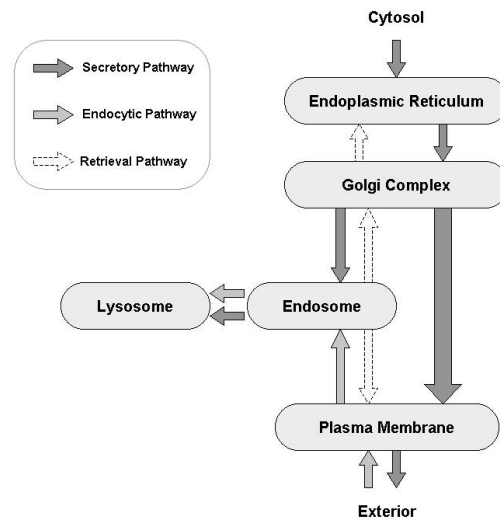 Cytosol
Secretory Pathway
Endocytic Pathway
Retrieval Pathway
Endoplasmic Reticulum
Golgi Complex
Lysosome
Endosome
Plasma Membrane
Exterior